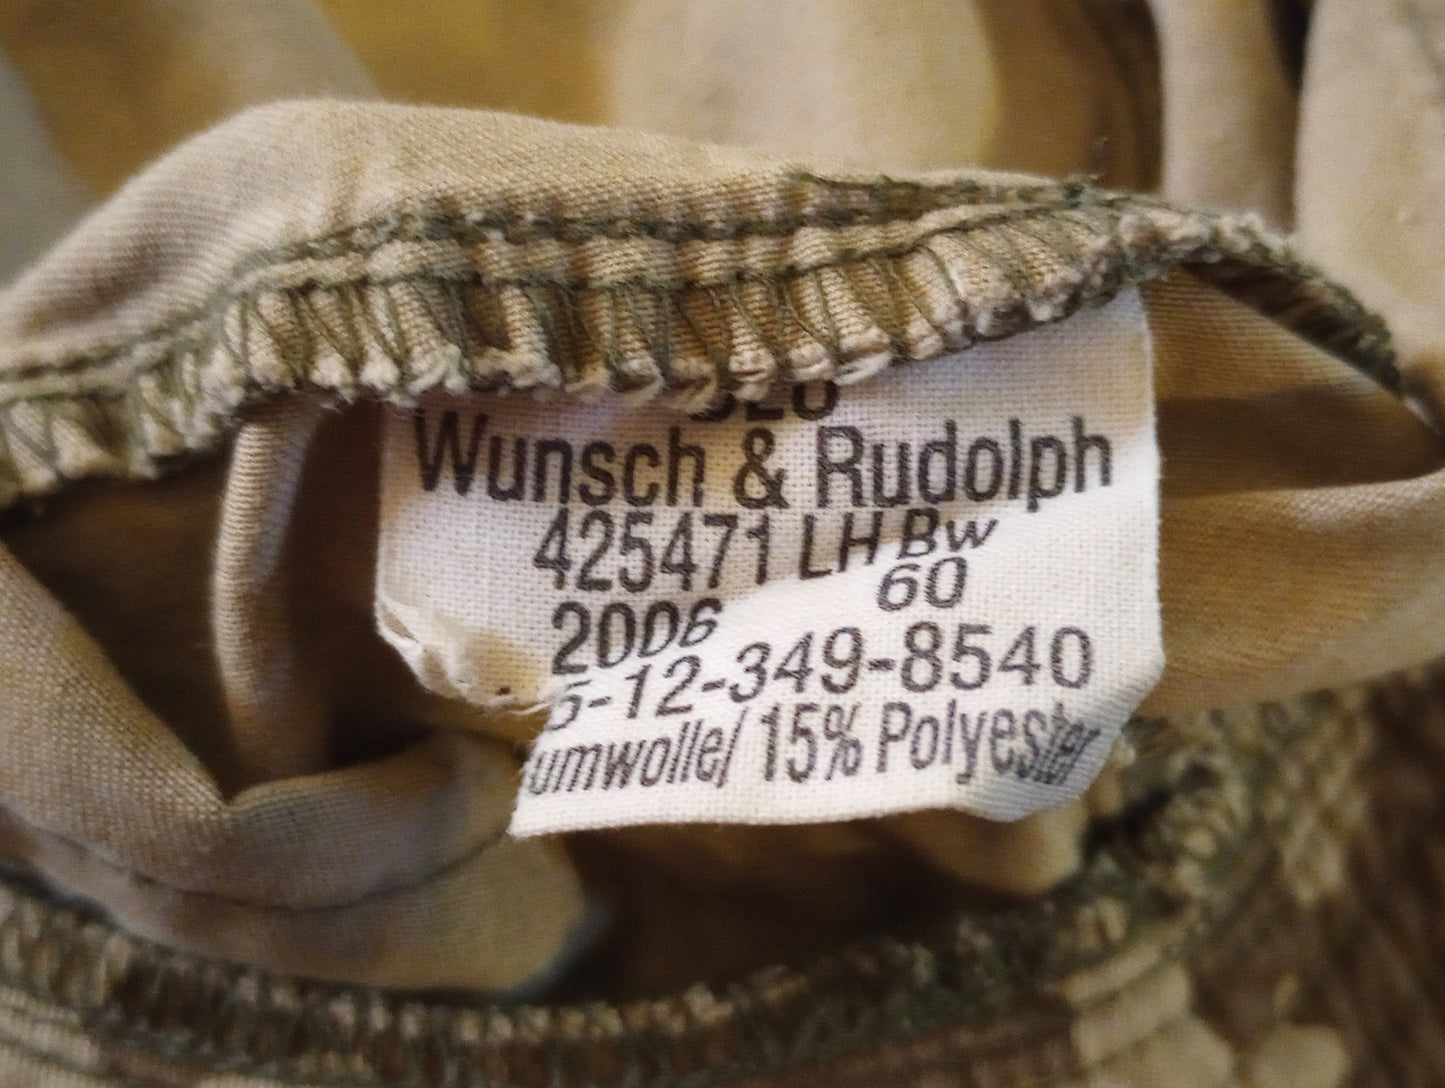 Wunsch & Rudolph
425471 LH Bw
2006 60
5-12-349-8540
umwolle/ 15% Polyester